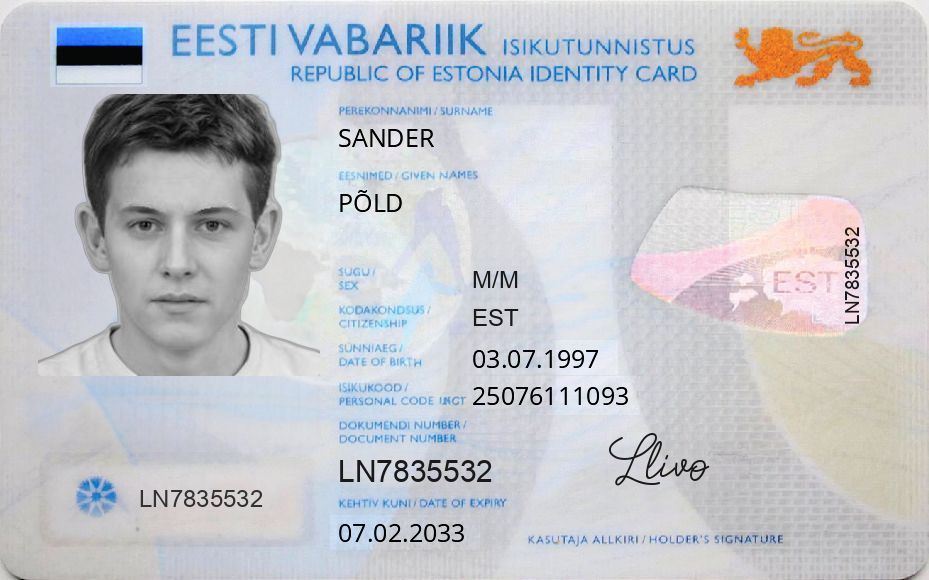 EESTI VABARIIK ISIKUTUNNISTUS
REPUBLIC OF ESTONIA IDENTITY CARD
PEREKONNANIMI / SURNAME
SANDER
EESNIMED / GIVEN NAMES
PÕLD
SUGU /
SEX
M/M
KODAKONDSUS /
CITIZENSHIP
EST
SÜNNIAEG /
DATE OF BIRTH
03.07.1997
ISIKUKOOD /
PERSONAL CODE
25076111093
DOKUMENDI NUMBER /
DOCUMENT NUMBER
LN7835532
KEHTIV KUNI / DATE OF EXPIRY
07.02.2033
LN7835532
EST
LN7835532
Llivo
KASUTAJA ALLKIRI / HOLDER'S SIGNATURE